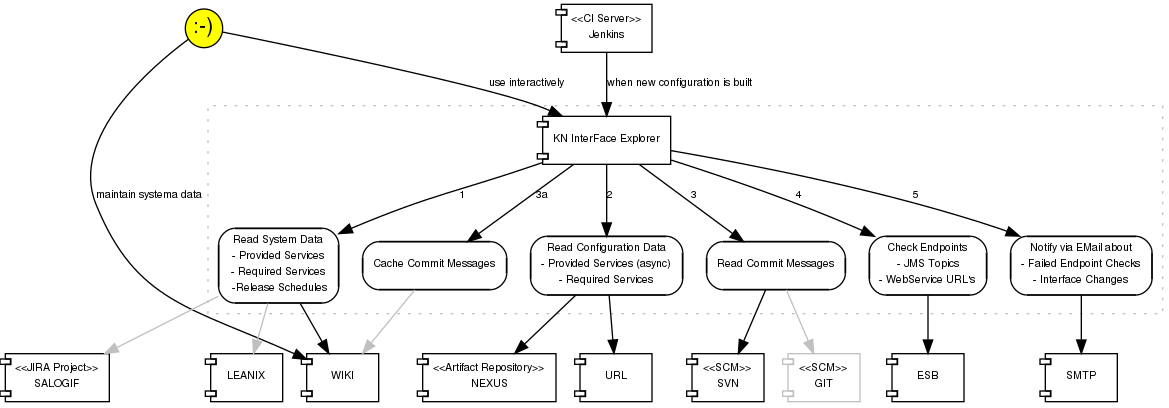 :-)
<<CI Server>>
Jenkins
use interactively
when new configuration is built
KN InterFace Explorer
maintain systema data
1
3a
2
3
4
5
Read System Data
- Provided Services
- Required Services
-Release Schedules
Cache Commit Messages
Read Configuration Data
- Provided Services (async)
- Required Services
Read Commit Messages
Check Endpoints
- JMS Topics
- WebService URL's
Notify via EMail about
- Failed Endpoint Checks
- Interface Changes
<<JIRA Project>>
SALOGIF
LEANIX
WIKI
<<Artifact Repository>>
NEXUS
URL
<<SCM>>
SVN
<<SCM>>
GIT
ESB
SMTP